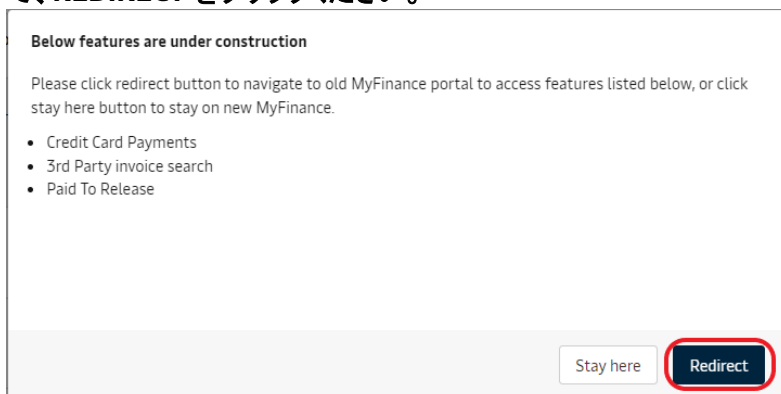 Below features are under construction
Please click redirect button to navigate to old MyFinance portal to access features listed below, or click
stay here button to stay on new MyFinance.
• Credit Card Payments
• 3rd Party invoice search
• Paid To Release
Stay here
Redirect